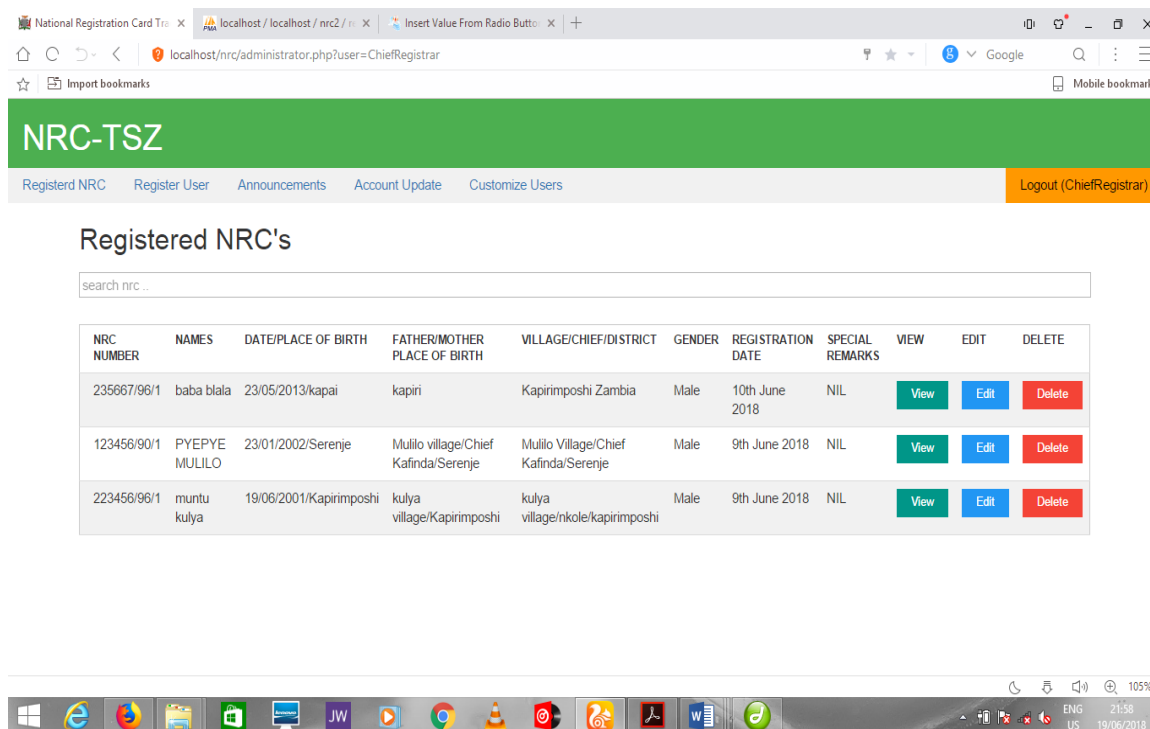 National Registration Card Tra
localhost / localhost / nrc2 / n
Insert Value From Radio Butto
localhost/nrc/administrator.php?user=ChiefRegistrar
Google
Import bookmarks
Mobile bookmark
NRC-TSZ
Registerd NRC Register User Announcements Account Update Customize Users Logout (ChiefRegistrar)
Registered NRC's
search nrc ..
NRC NAMES DATE/PLACE OF BIRTH FATHER/MOTHER VILLAGE/CHIEF/DISTRICT GENDER REGISTRATION SPECIAL VIEW EDIT DELETE
NUMBER PLACE OF BIRTH DATE REMARKS
235667/96/1 baba blala 23/05/2013/kapai kapiri Kapirimposhi Zambia Male 10th June NIL View Edit Delete
2018
123456/90/1 PYEPYE 23/01/2002/Serenje Mulilo village/Chief Mulilo Village/Chief Male 9th June 2018 NIL View Edit Delete
MULILO Kafinda/Serenje Kafinda/Serenje
223456/96/1 muntu 19/06/2001/Kapirimposhi kulya kulya Male 9th June 2018 NIL View Edit Delete
kulya village/Kapirimposhi village/nkole/kapirimposhi
105%
JW
ENG 21:58
US 19/06/2018